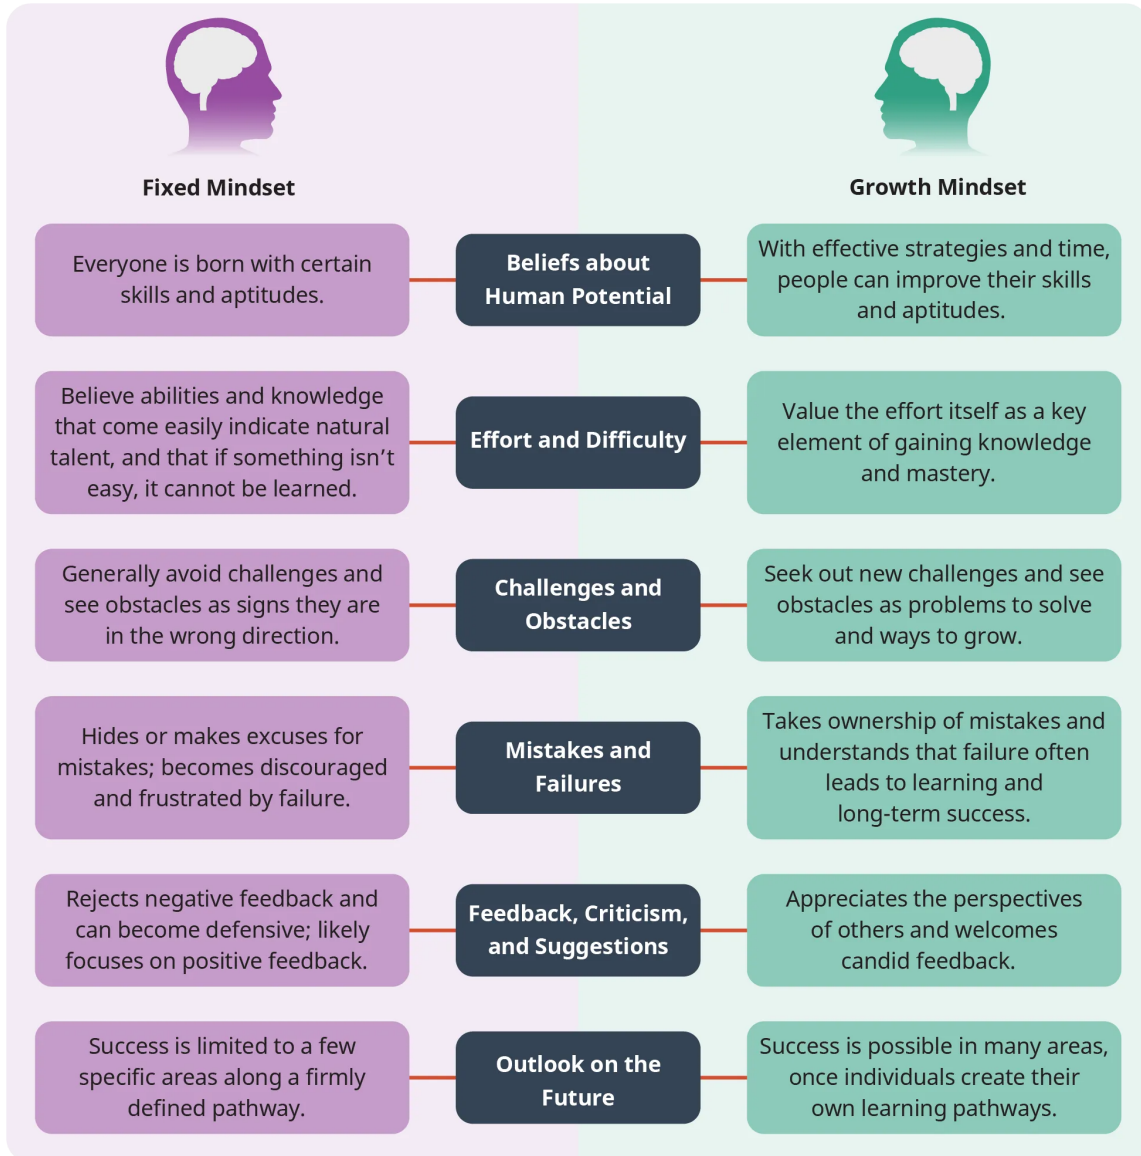 Fixed Mindset
Growth Mindset
Everyone is born with certain
skills and aptitudes.
Beliefs about
Human Potential
With effective strategies and time,
people can improve their skills
and aptitudes.
Believe abilities and knowledge
that come easily indicate natural
talent, and that if something isn’t
easy, it cannot be learned.
Effort and Difficulty
Value the effort itself as a key
element of gaining knowledge
and mastery.
Generally avoid challenges and
see obstacles as signs they are
in the wrong direction.
Challenges and
Obstacles
Seek out new challenges and see
obstacles as problems to solve
and ways to grow.
Hides or makes excuses for
mistakes; becomes discouraged
and frustrated by failure.
Mistakes and
Failures
Takes ownership of mistakes and
understands that failure often
leads to learning and
long-term success.
Rejects negative feedback and
can become defensive; likely
focuses on positive feedback.
Feedback, Criticism,
and Suggestions
Appreciates the perspectives
of others and welcomes
candid feedback.
Success is limited to a few
specific areas along a firmly
defined pathway.
Outlook on the
Future
Success is possible in many areas,
once individuals create their
own learning pathways.